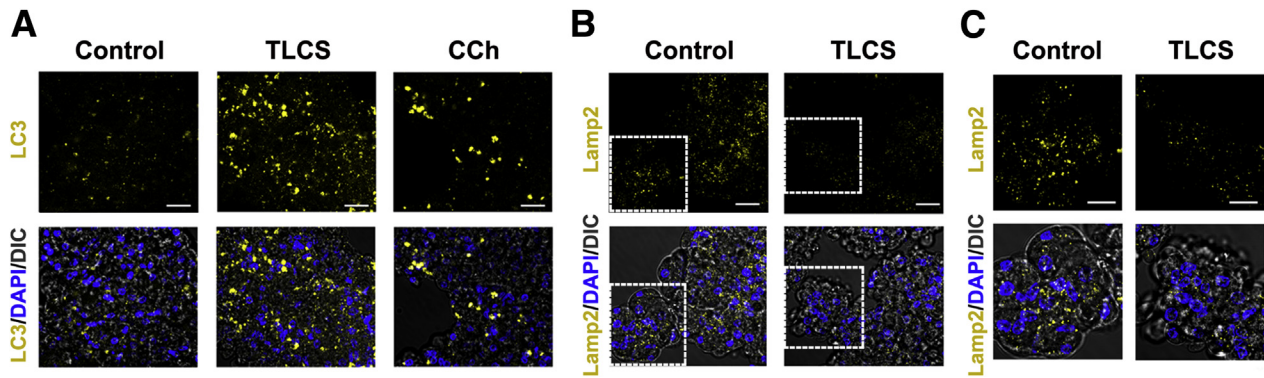 A
Control TLCS CCh
LC3
LC3/DAPI/DIC
B
Control TLCS
Lamp2
Lamp2/DAPI/DIC
C
Control TLCS
Lamp2
Lamp2/DAPI/DIC